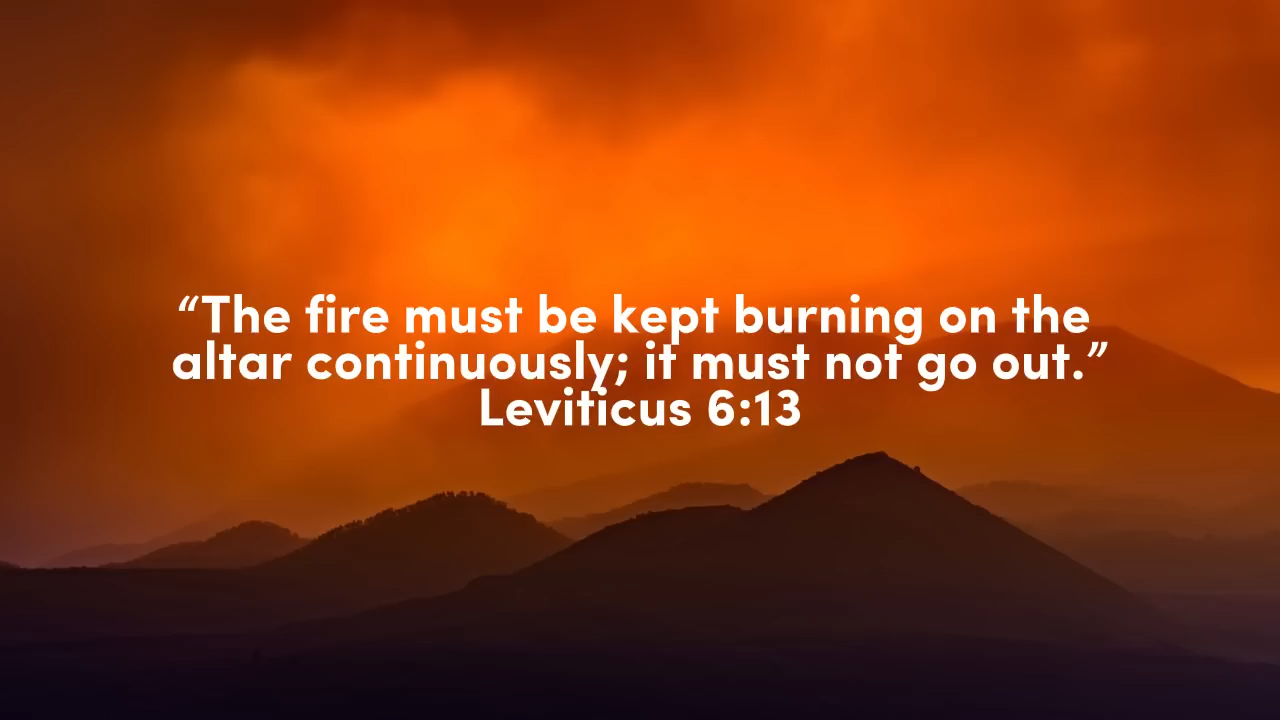 “The fire must be kept burning on the
altar continuously; it must not go out.”
Leviticus 6:13